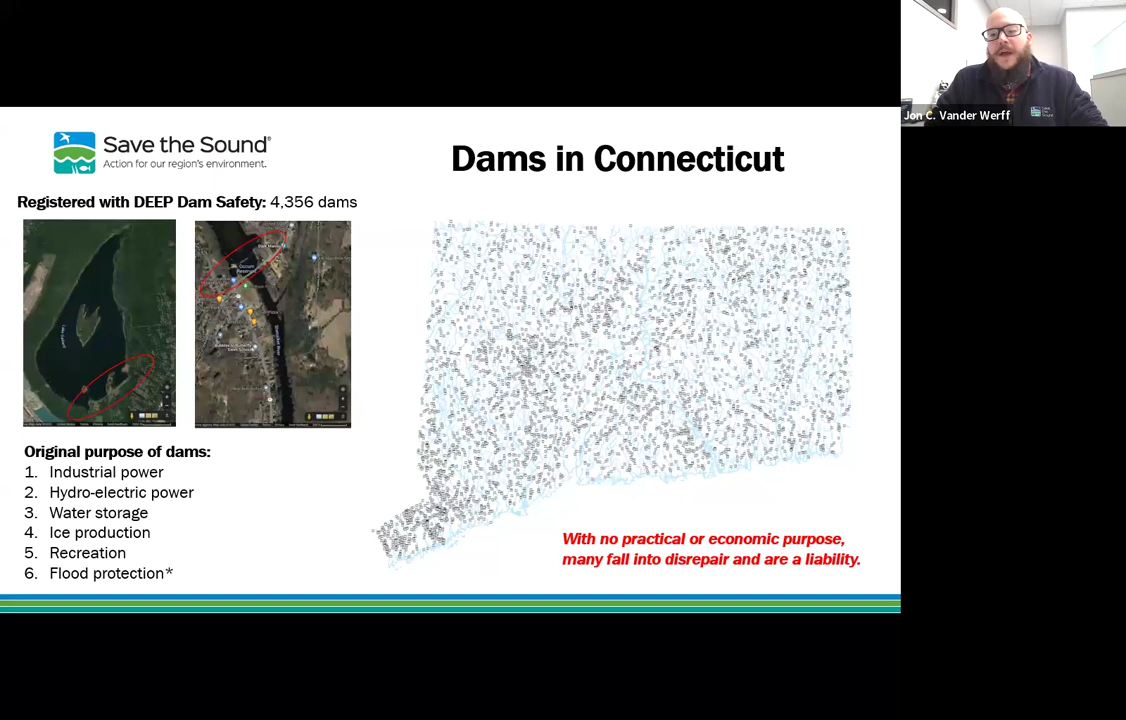 Jon C. Vander Werff
Save the Sound®
Action for our region's environment.
Dams in Connecticut
Registered with DEEP Dam Safety: 4,356 dams
Original purpose of dams:
1. Industrial power
2. Hydro-electric power
3. Water storage
4. Ice production
5. Recreation
6. Flood protection*
With no practical or economic purpose,
many fall into disrepair and are a liability.